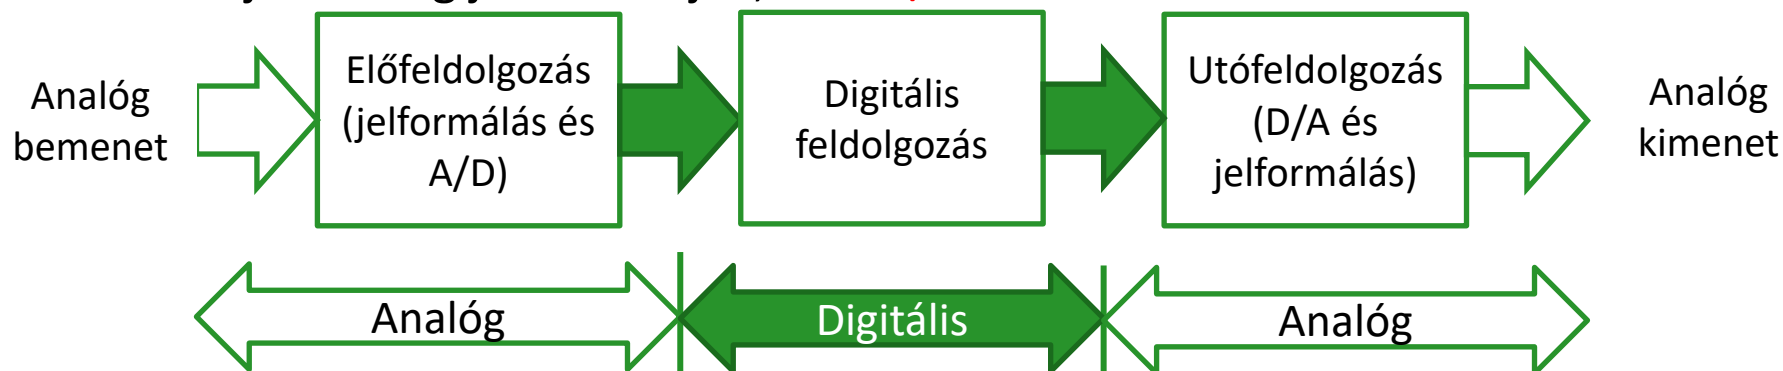 Analóg
bemenet
Előfeldolgozás
(jelformálás és
A/D)
Digitális
feldolgozás
Utófeldolgozás
(D/A és
jelformálás)
Analóg
kimenet
Analóg
Digitális
Analóg